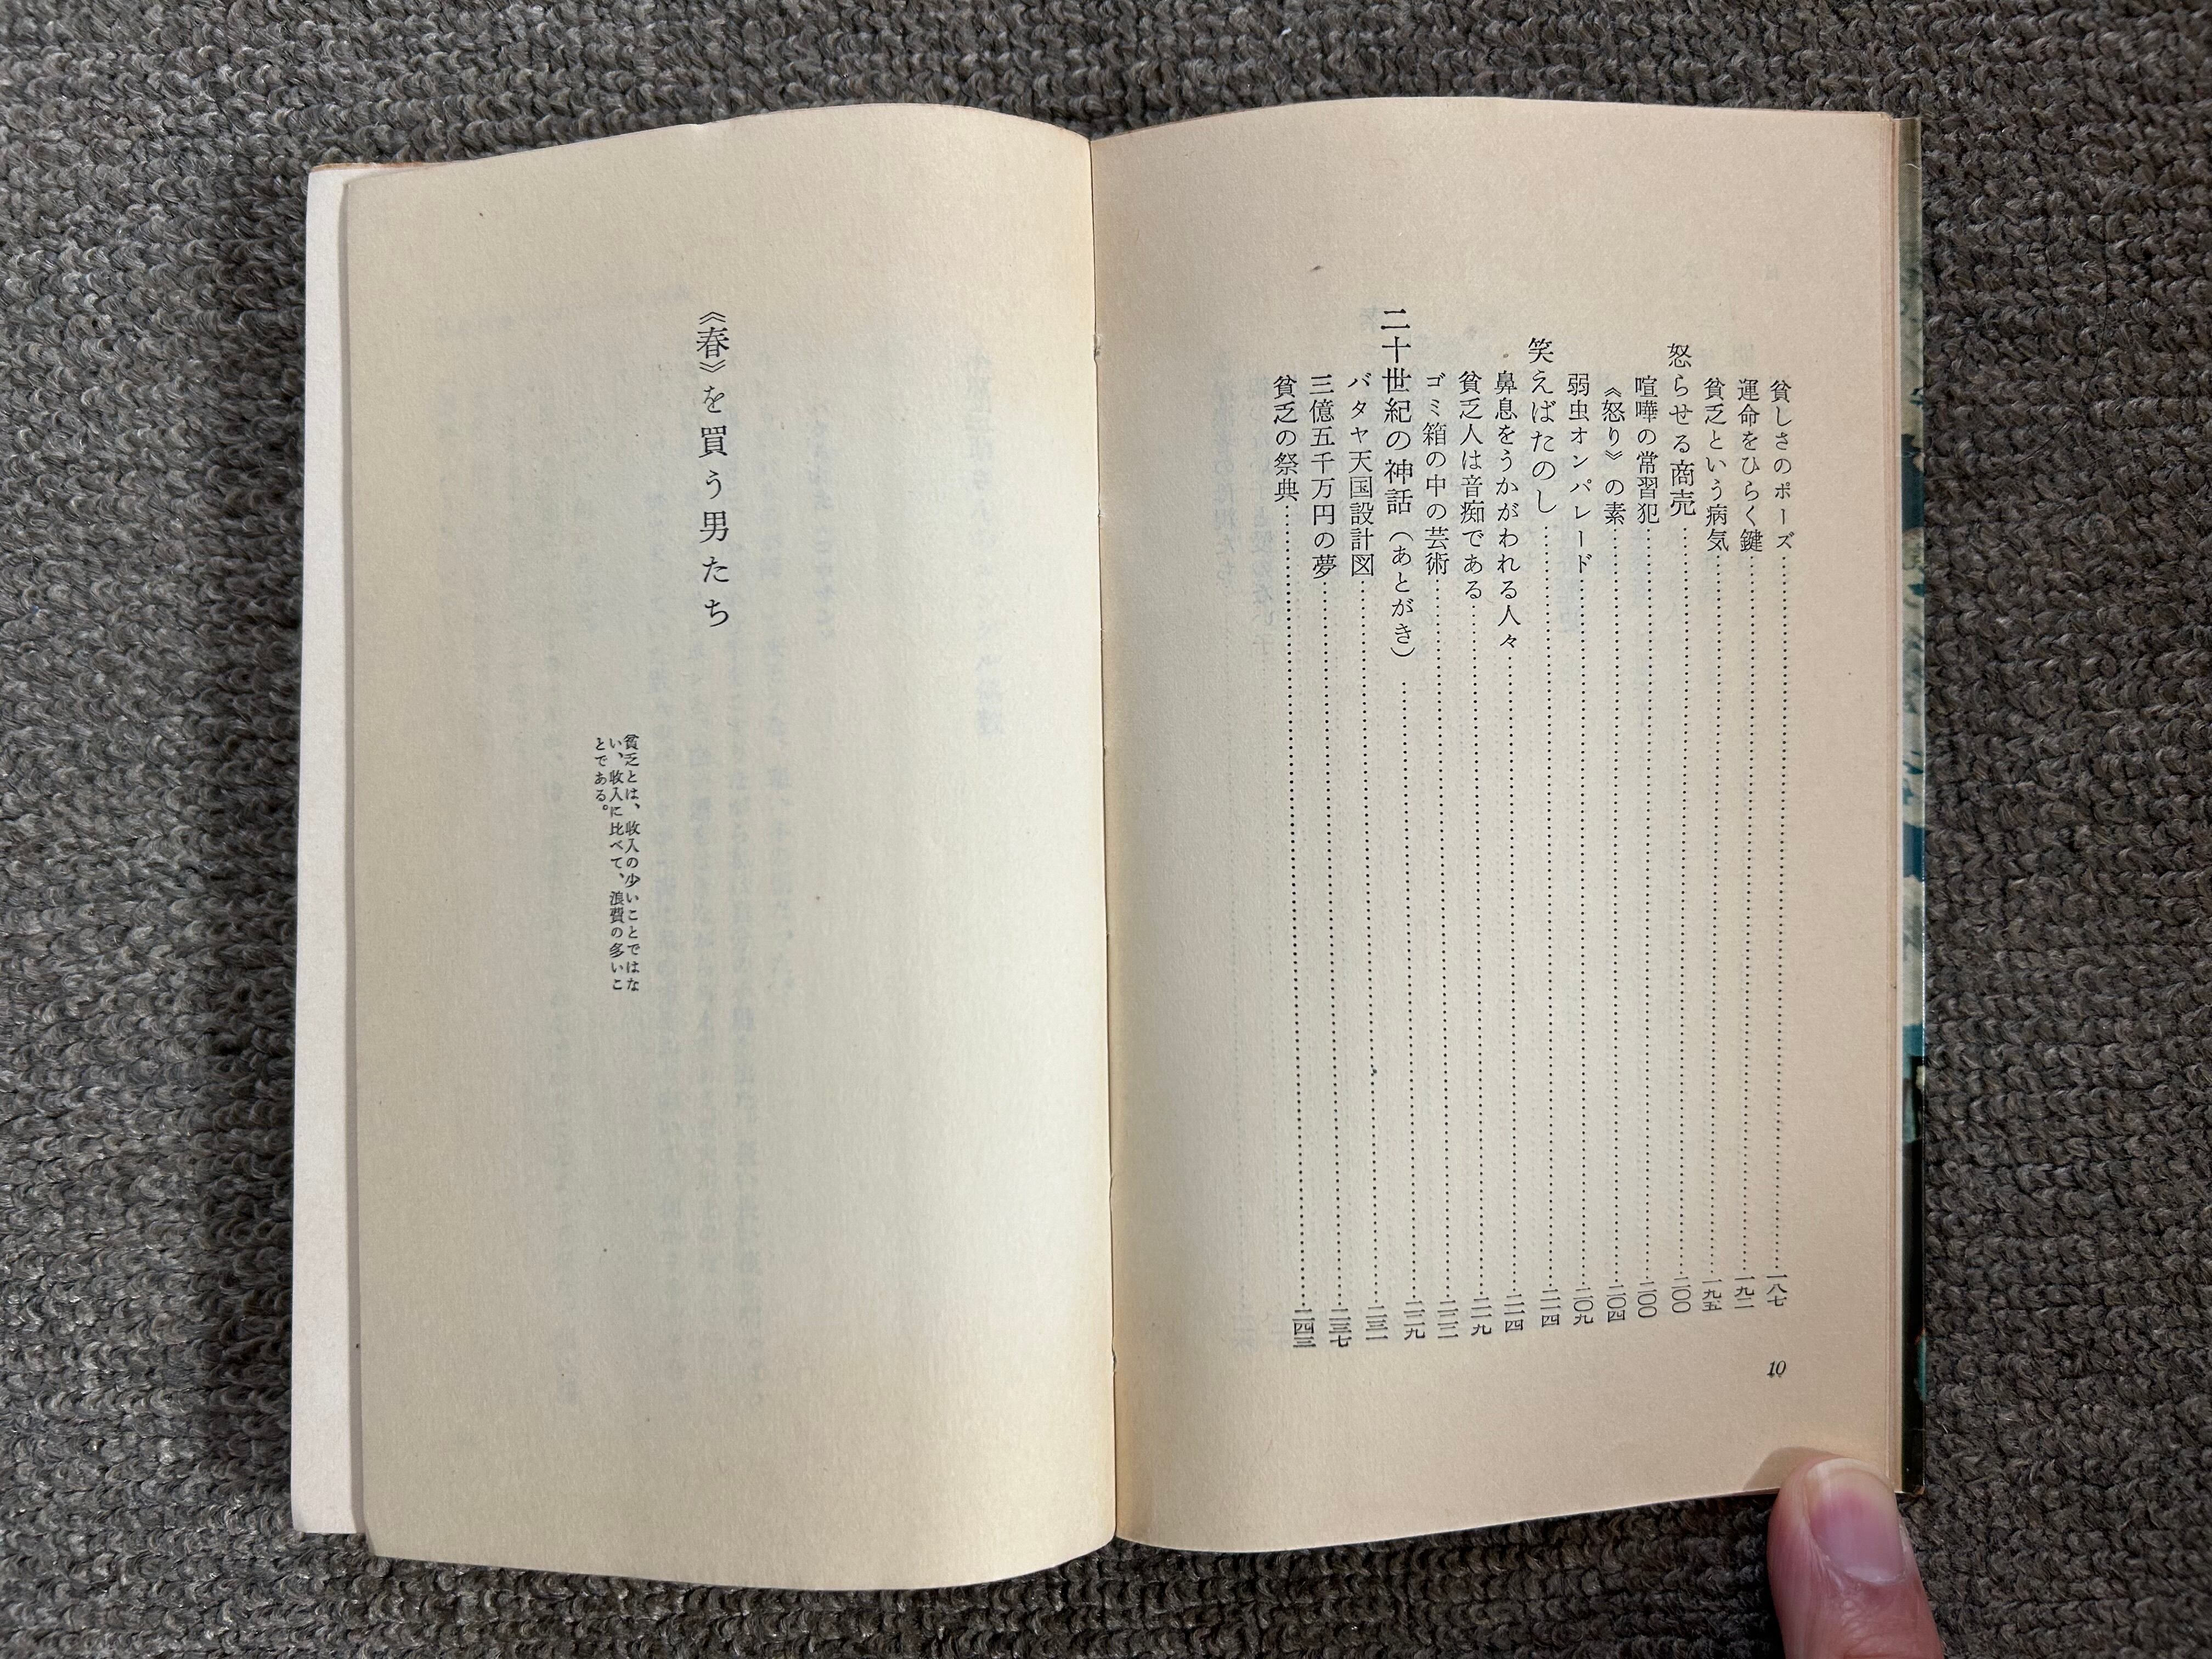 貧しさのポーズ……一八七
運命をひらく鍵……一九二
貧乏という病気……一九五
怒らせる商売……二〇〇
喧嘩の常習犯……二〇〇
《怒り》の素……二〇四
弱虫オンパレード……二〇九
笑えばたのし……二一四
鼻息をうかがわれる人々……二一四
貧乏人は音痴である……二一九
ゴミ箱の中の芸術……二二三
二十世紀の神話（あとがき）……二二九
バタヤ天国設計図……二三一
三億五千万円の夢……二三七
貧乏の祭典……二四三
10
《春》を買う男たち
貧乏とは、収入の少いことではな
い、収入に比べて、浪費の多いこ
とである。